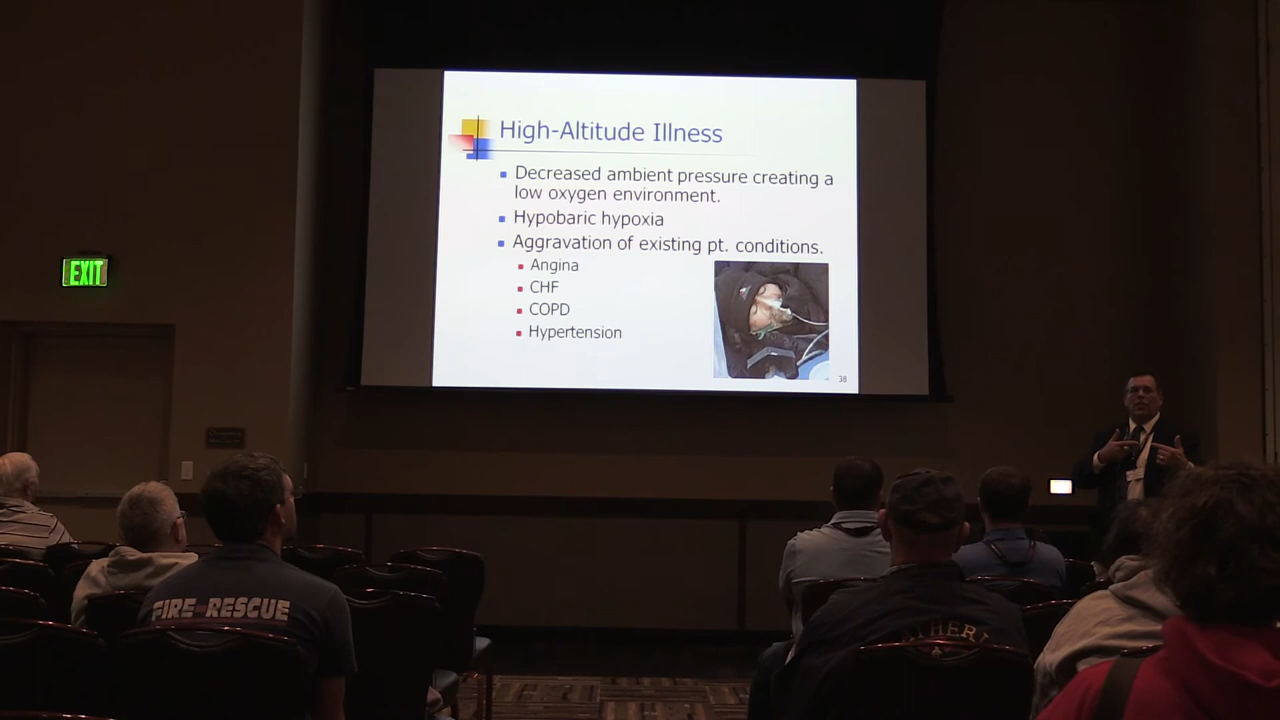 High-Altitude Illness
Decreased ambient pressure creating a
low oxygen environment.
Hypobaric hypoxia
Aggravation of existing pt. conditions.
Angina
CHF
COPD
Hypertension
38
EXIT
FIRE-RESCUE